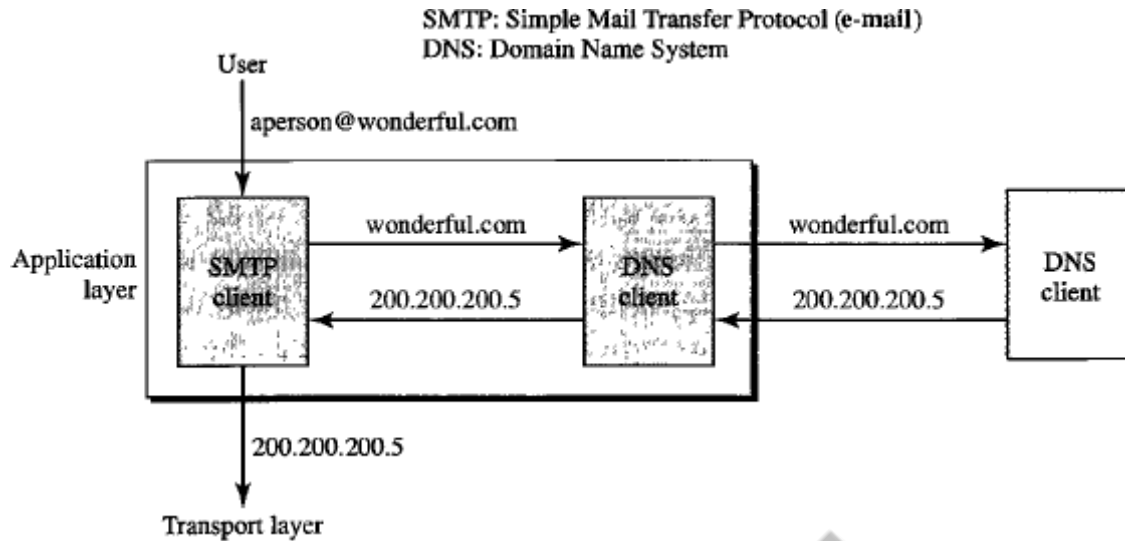 SMTP: Simple Mail Transfer Protocol (e-mail)
DNS: Domain Name System
User
aperson@wonderful.com
Application
layer
SMTP
client
wonderful.com
200.200.200.5
DNS
client
wonderful.com
200.200.200.5
DNS
client
200.200.200.5
Transport layer